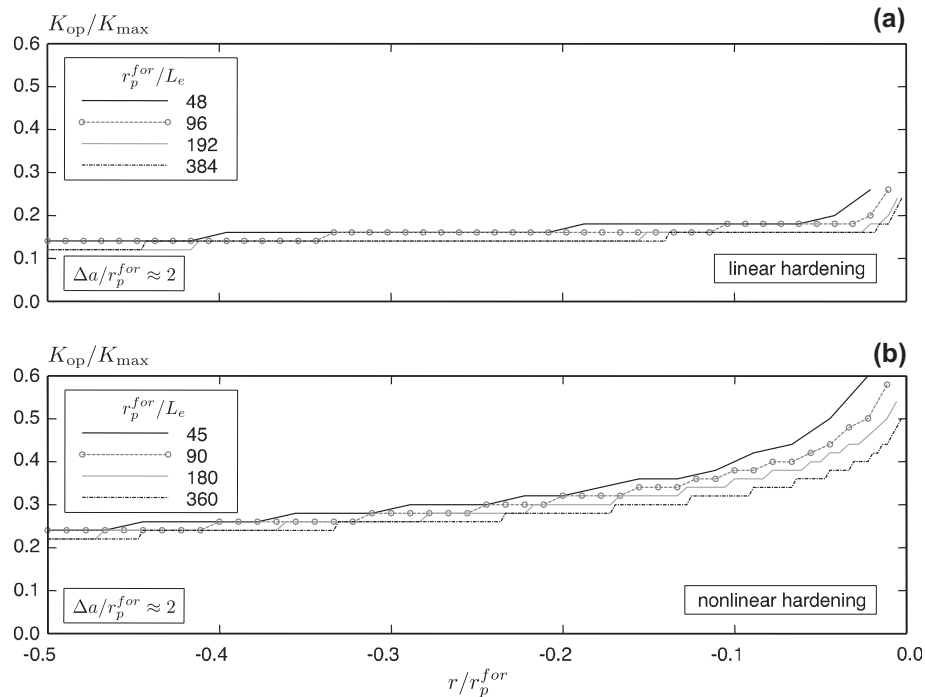 K_op/K_max
(a)
0.6
0.5
0.4
0.3
0.2
0.1
0.0
r_p^for/L_e
48
96
192
384
Δa/r_p^for ≈ 2
linear hardening
K_op/K_max
(b)
0.6
0.5
0.4
0.3
0.2
0.1
0.0
r_p^for/L_e
45
90
180
360
Δa/r_p^for ≈ 2
nonlinear hardening
-0.5 -0.4 -0.3 -0.2 -0.1 0.0
r/r_p^for